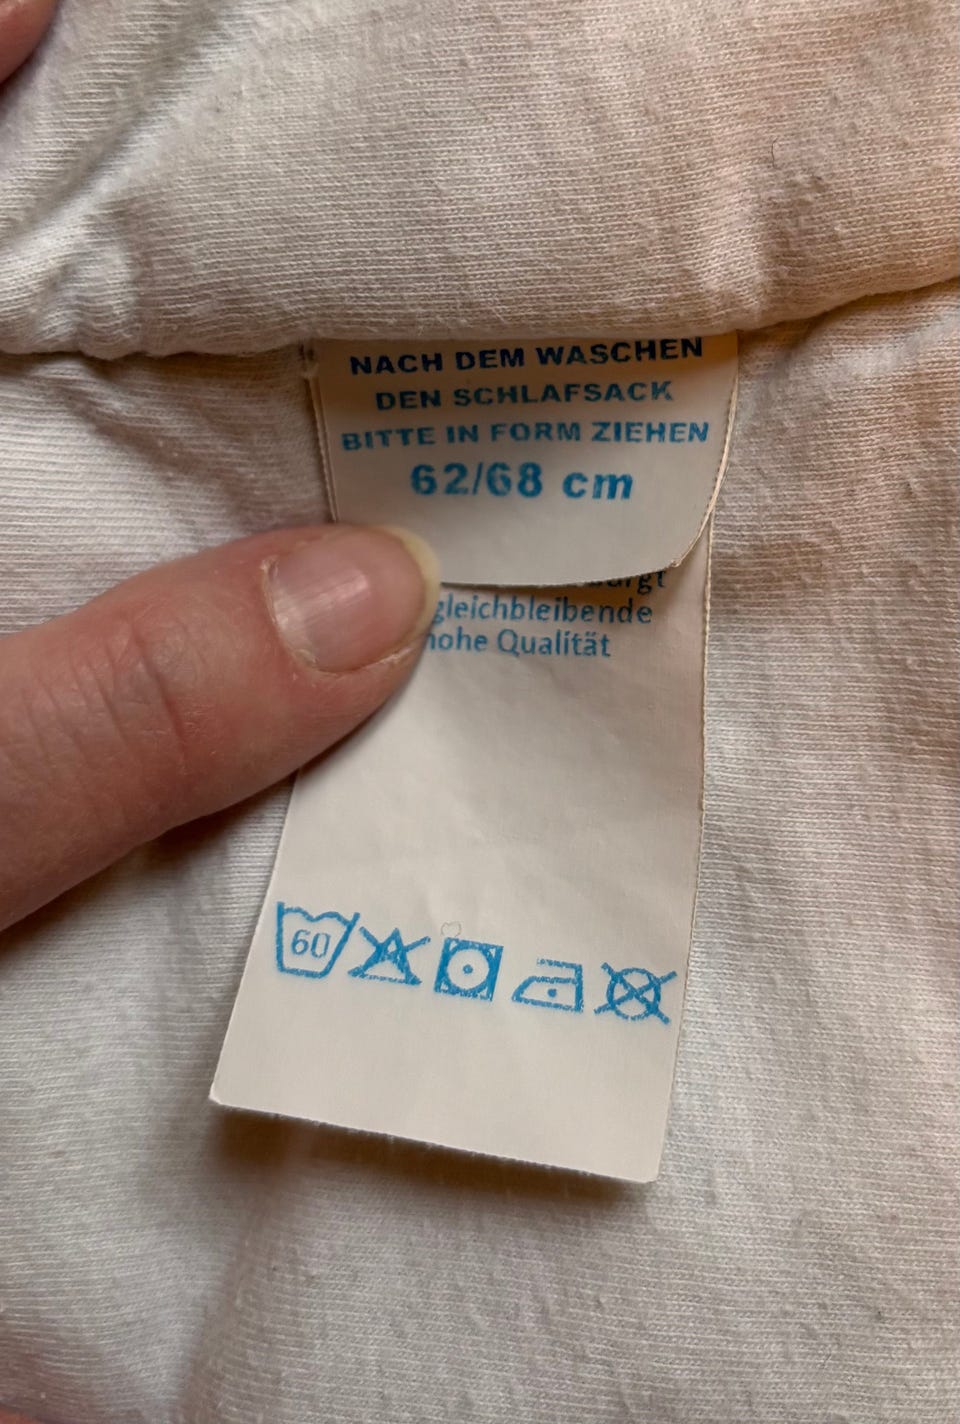 NACH DEM WASCHEN
DEN SCHLAFSACK
BITTE IN FORM ZIEHEN
62/68 cm
gleichbleibende
hohe Qualität
60